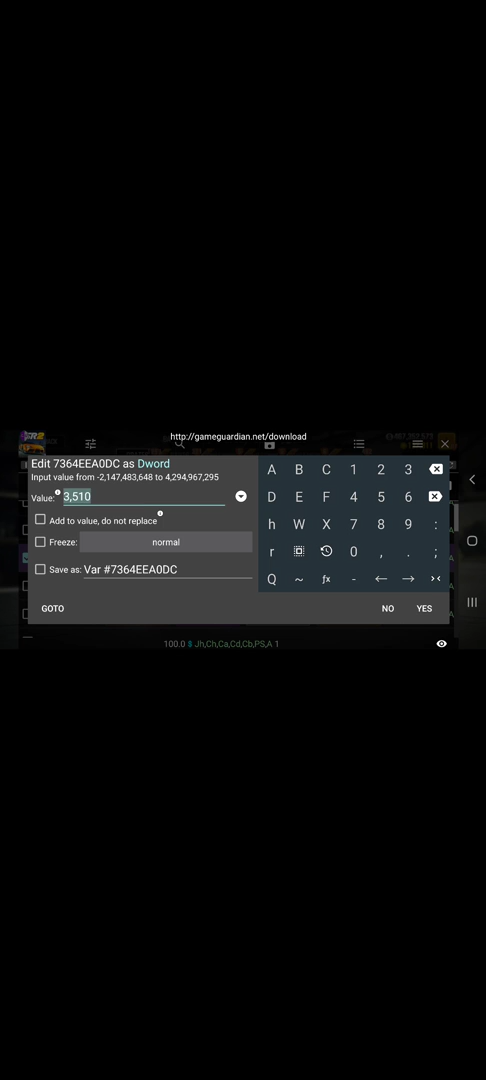 http://gameguardian.net/download
Edit 7364EEA0DC as Dword
Input value from -2,147,483,648 to 4,294,967,295
Value: 3,510
Add to value, do not replace
Freeze: normal
Save as: Var #7364EEA0DC
GOTO NO YES
A B C 1 2 3
D E F 4 5 6
h W X 7 8 9 :
r 0 , . ;
Q ~ ƒx - ← →
100.0 $ Jh,Ch,Ca,Cd,Cb,PS,A 1